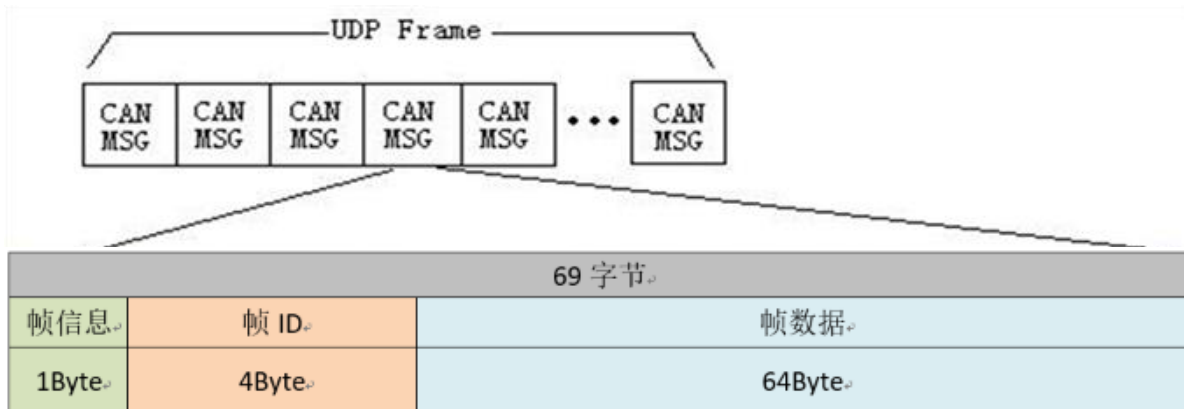 UDP Frame
CAN CAN CAN CAN CAN ••• CAN
MSG MSG MSG MSG MSG MSG
69 字节
帧信息 帧 ID 帧数据
1Byte 4Byte 64Byte